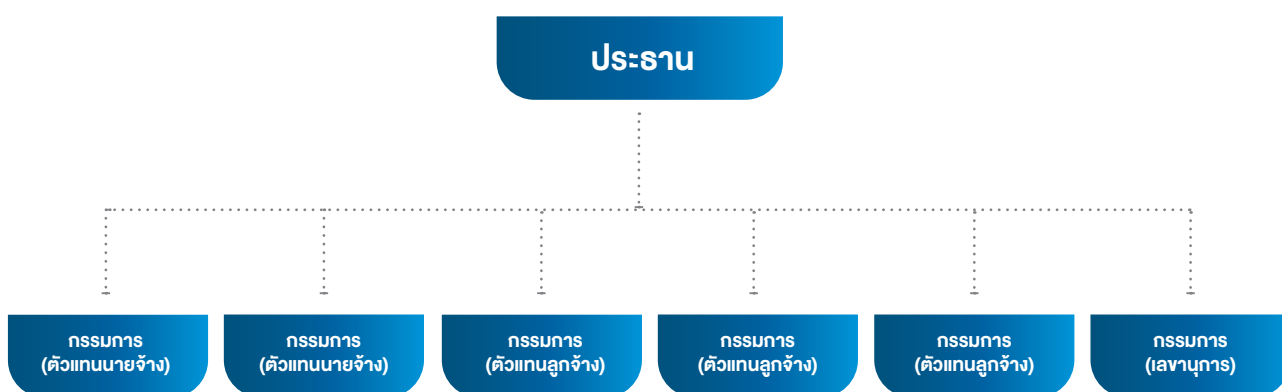 ประธาน
กรรมการ
(ตัวแทนนายจ้าง)
กรรมการ
(ตัวแทนนายจ้าง)
กรรมการ
(ตัวแทนลูกจ้าง)
กรรมการ
(ตัวแทนลูกจ้าง)
กรรมการ
(ตัวแทนลูกจ้าง)
กรรมการ
(เลขานุการ)